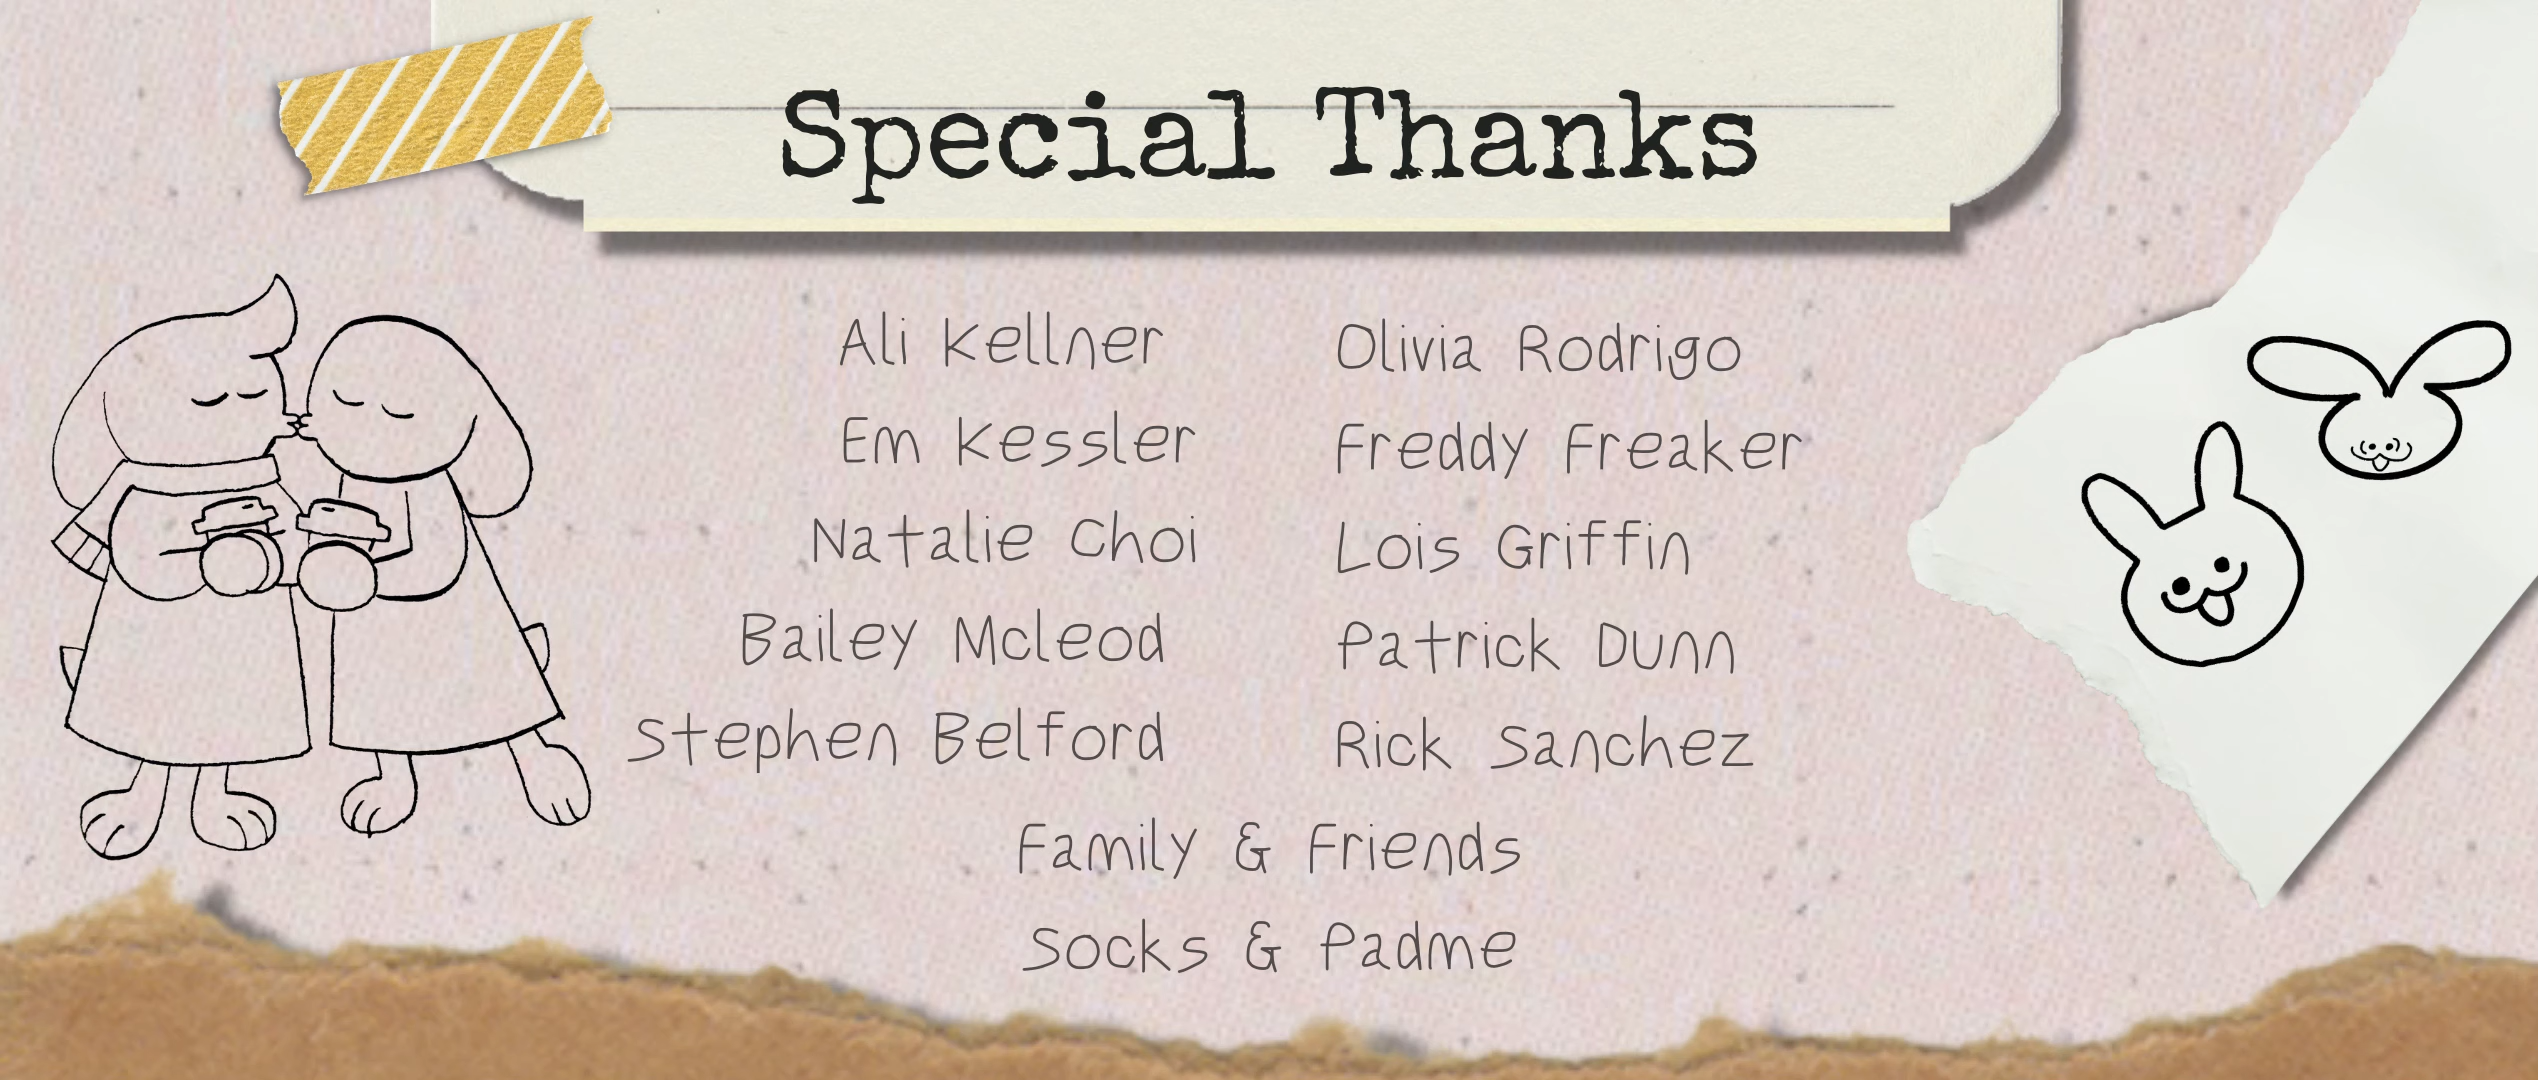 Special Thanks
Ali Kellner
Em Kessler
Natalie Choi
Bailey Mcleod
Stephen Belford
Olivia Rodrigo
Freddy Freaker
Lois Griffin
Patrick Dunn
Rick Sanchez
Family & Friends
Socks & Padme